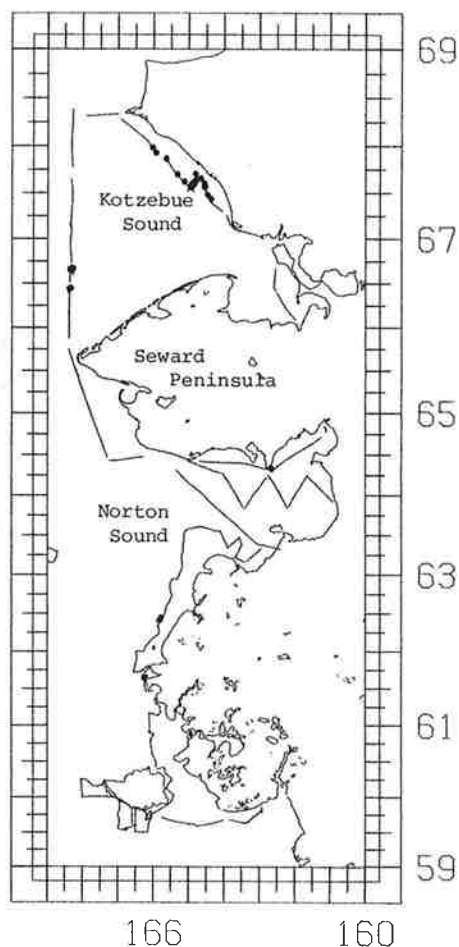 69
Kotzebue
Sound
67
Seward
Peninsula
65
Norton
Sound
63
61
59
166
160